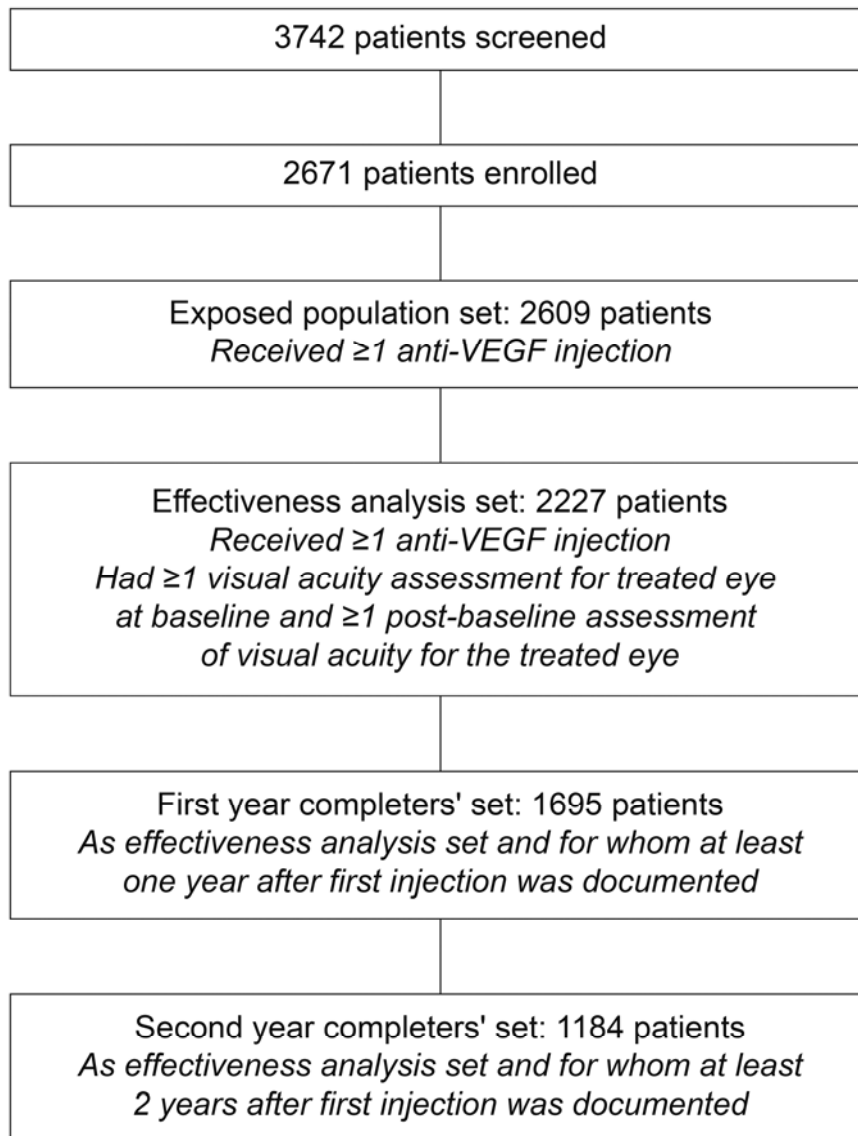 3742 patients screened
2671 patients enrolled
Exposed population set: 2609 patients
Received ≥1 anti-VEGF injection
Effectiveness analysis set: 2227 patients
Received ≥1 anti-VEGF injection
Had ≥1 visual acuity assessment for treated eye
at baseline and ≥1 post-baseline assessment
of visual acuity for the treated eye
First year completers' set: 1695 patients
As effectiveness analysis set and for whom at least
one year after first injection was documented
Second year completers' set: 1184 patients
As effectiveness analysis set and for whom at least
2 years after first injection was documented